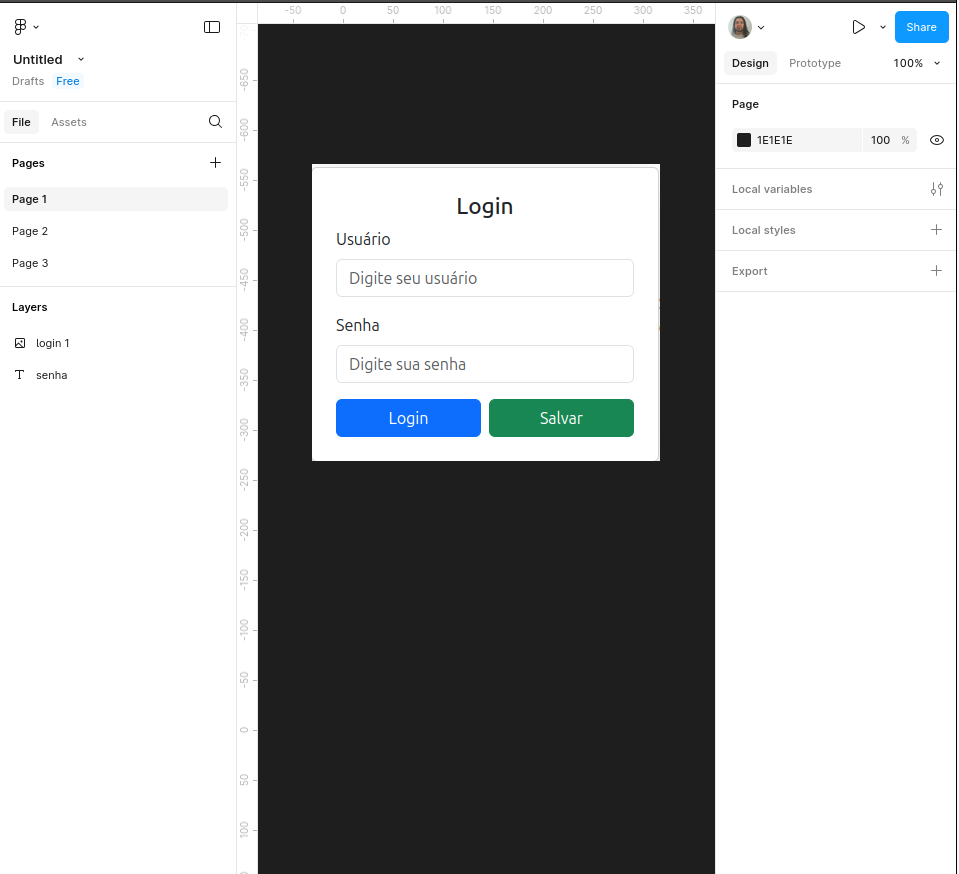 Untitled
Drafts Free
File Assets
Pages
Page 1
Page 2
Page 3
Layers
login 1
senha
-50 0 50 100 150 200 250 300 350
-650
-600
-550
-500
-450
-400
-350
-300
-250
-200
-150
-100
-50
0
50
100
Login
Usuário
Digite seu usuário
Senha
Digite sua senha
Login Salvar
Share
Design Prototype 100%
Page
1E1E1E 100 %
Local variables
Local styles
Export